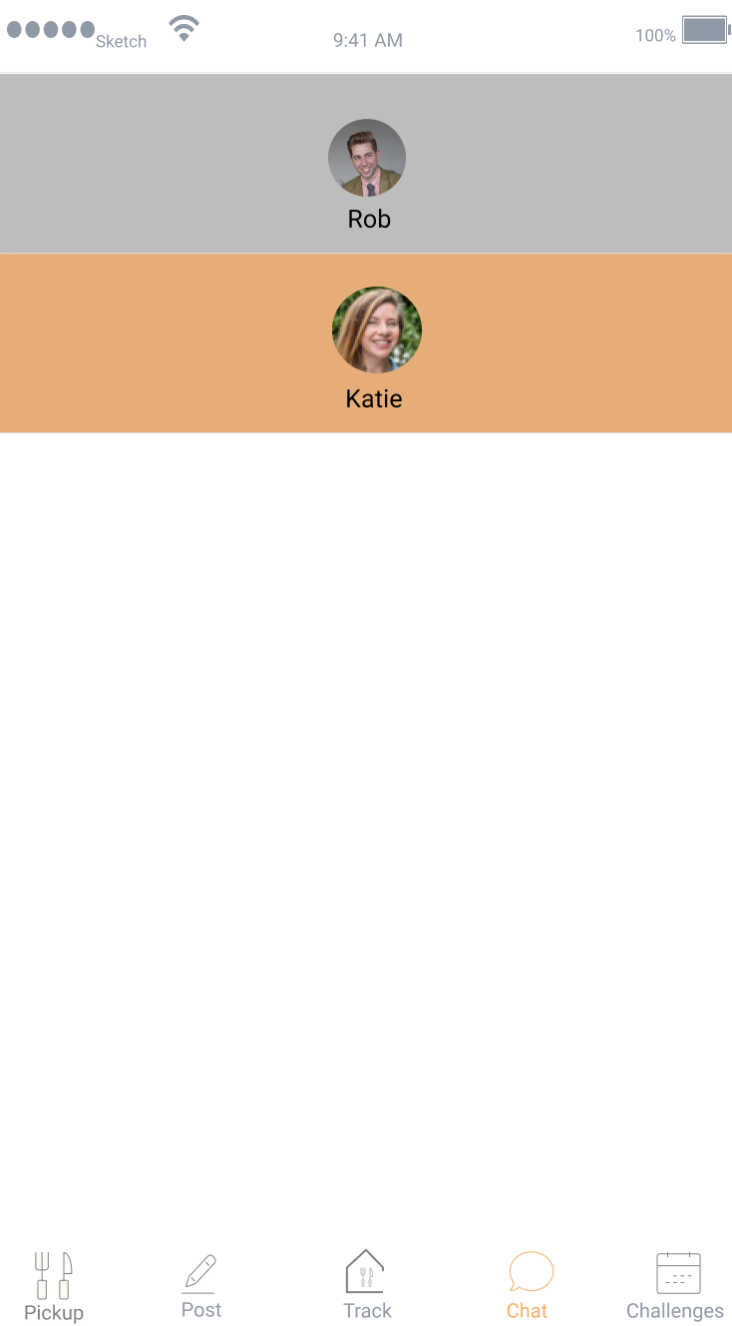 Sketch 9:41 AM 100%
Rob
Katie
Pickup Post Track Chat Challenges